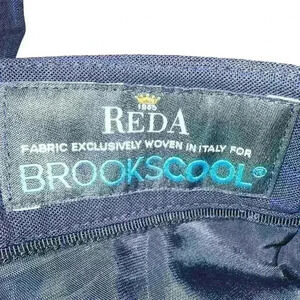 1865
REDA
FABRIC EXCLUSIVELY WOVEN IN ITALY FOR
BROOKSCOOL®